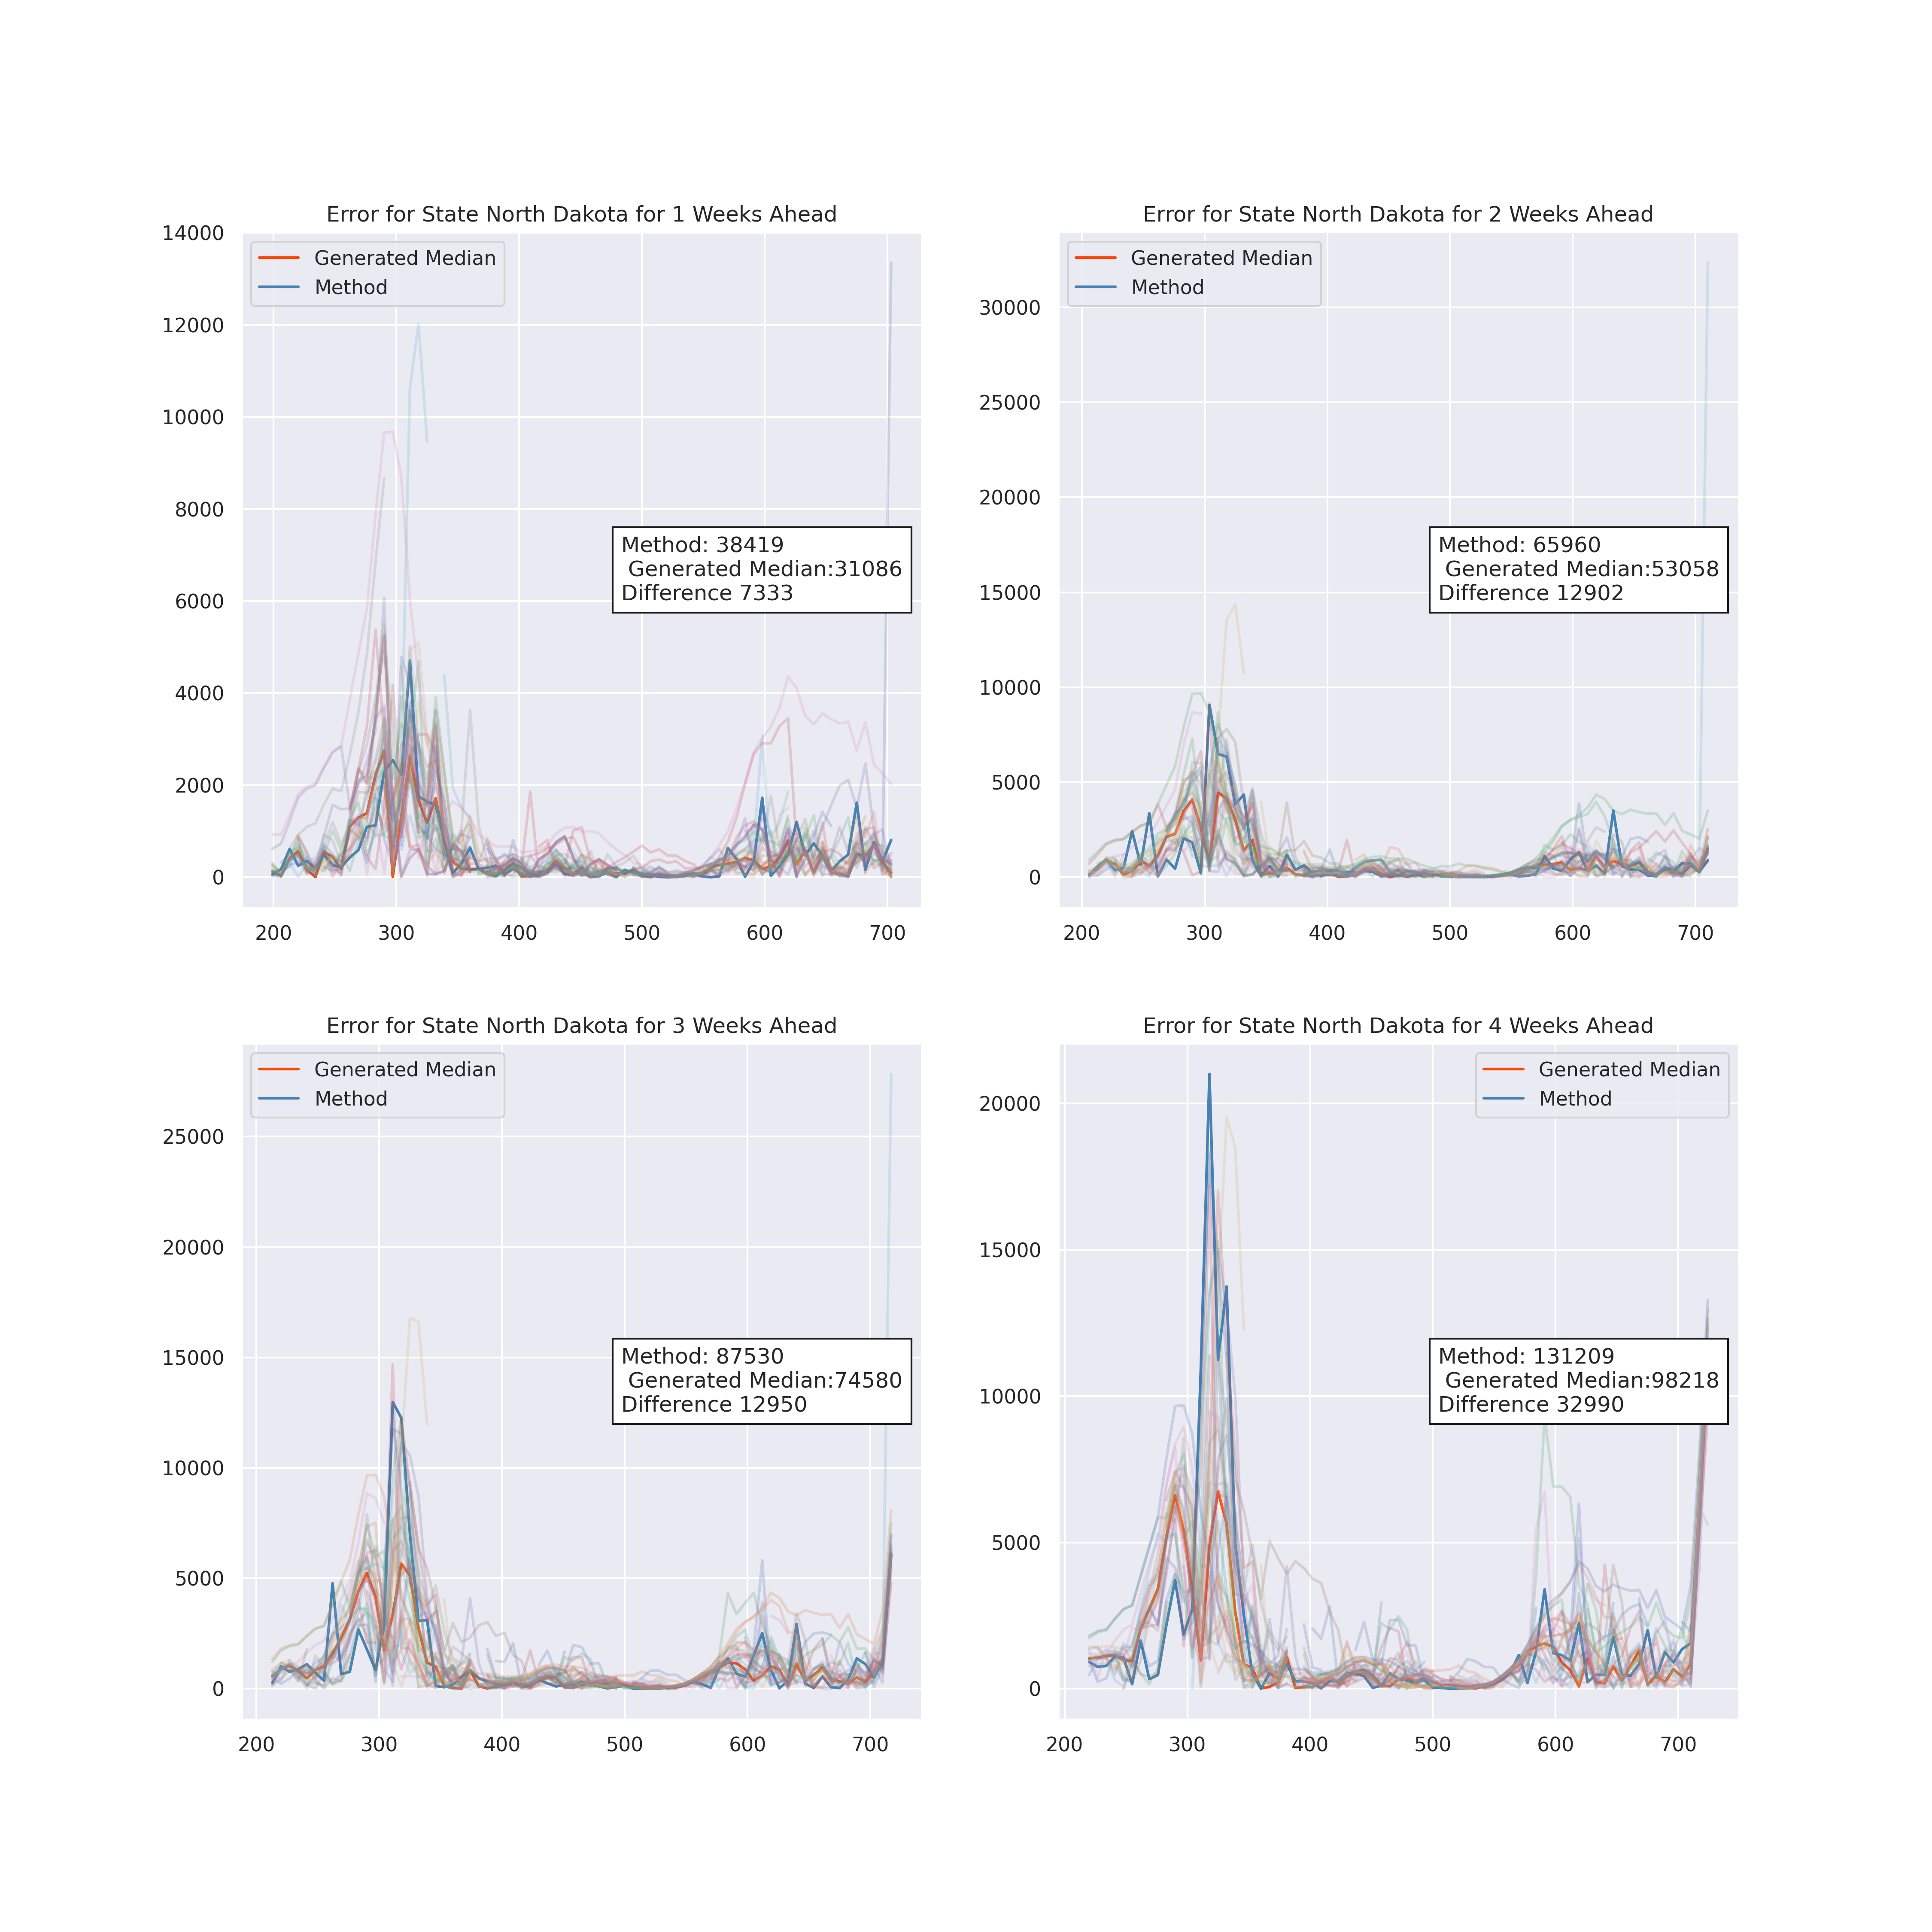 Error for State North Dakota for 1 Weeks Ahead
14000
12000
10000
8000
6000
4000
2000
0
200 300 400 500 600 700
Generated Median
Method
Method: 38419
Generated Median:31086
Difference 7333
Error for State North Dakota for 2 Weeks Ahead
30000
25000
20000
15000
10000
5000
0
200 300 400 500 600 700
Generated Median
Method
Method: 65960
Generated Median:53058
Difference 12902
Error for State North Dakota for 3 Weeks Ahead
25000
20000
15000
10000
5000
0
200 300 400 500 600 700
Generated Median
Method
Method: 87530
Generated Median:74580
Difference 12950
Error for State North Dakota for 4 Weeks Ahead
20000
15000
10000
5000
0
200 300 400 500 600 700
Generated Median
Method
Method: 131209
Generated Median:98218
Difference 32990